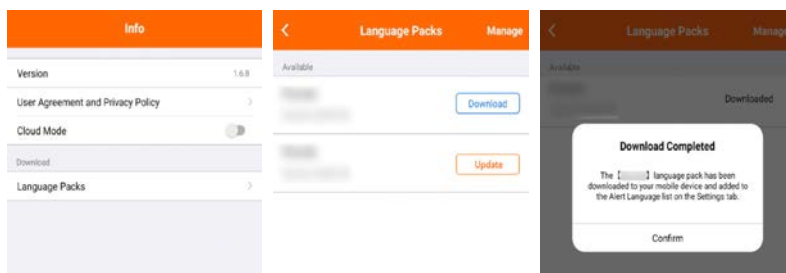 Info
Version 1.6.8
User Agreement and Privacy Policy
Cloud Mode
Download
Language Packs
Language Packs Manage
Available
Download
Update
Language Packs Manage
Available
Downloaded
Download Completed
The 【 】 language pack has been
downloaded to your mobile device and added to
the Alert Language list on the Settings tab.
Confirm